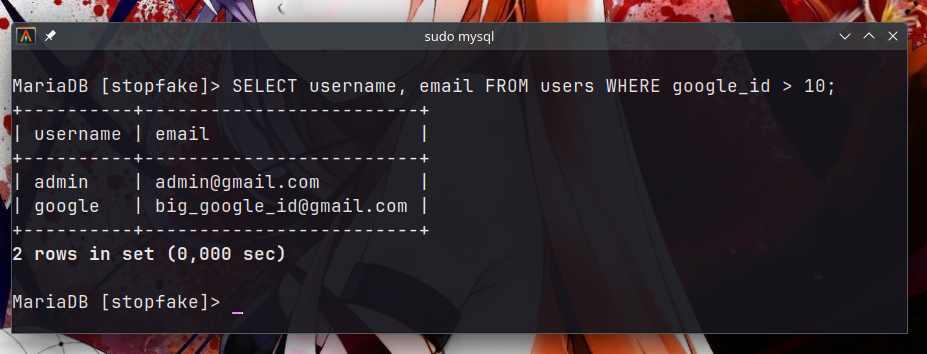 sudo mysql
MariaDB [stopfake]> SELECT username, email FROM users WHERE google_id > 10;
+----------+-------------------------+
| username | email                   |
+----------+-------------------------+
| admin    | admin@gmail.com         |
| google   | big_google_id@gmail.com |
+----------+-------------------------+
2 rows in set (0,000 sec)
MariaDB [stopfake]> _